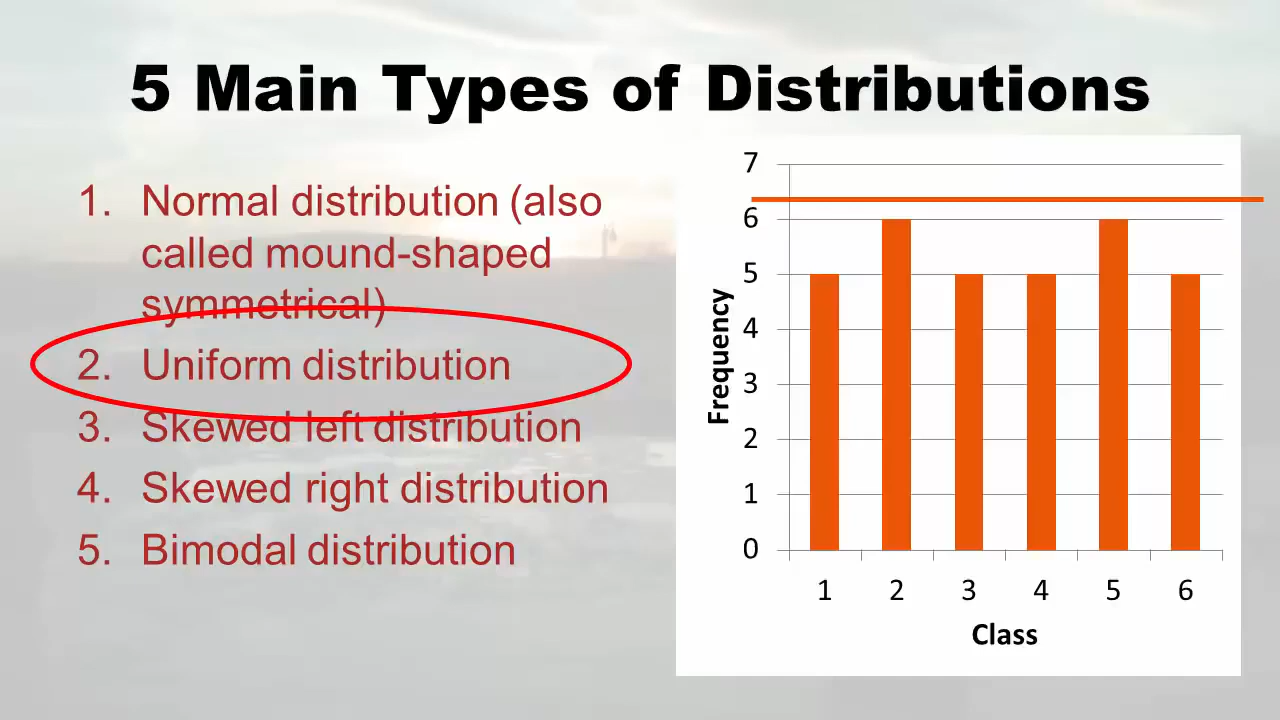 5 Main Types of Distributions
1. Normal distribution (also
called mound-shaped
symmetrical)
2. Uniform distribution
3. Skewed left distribution
4. Skewed right distribution
5. Bimodal distribution
7
6
5
4
3
2
1
0
Frequency
1 2 3 4 5 6
Class